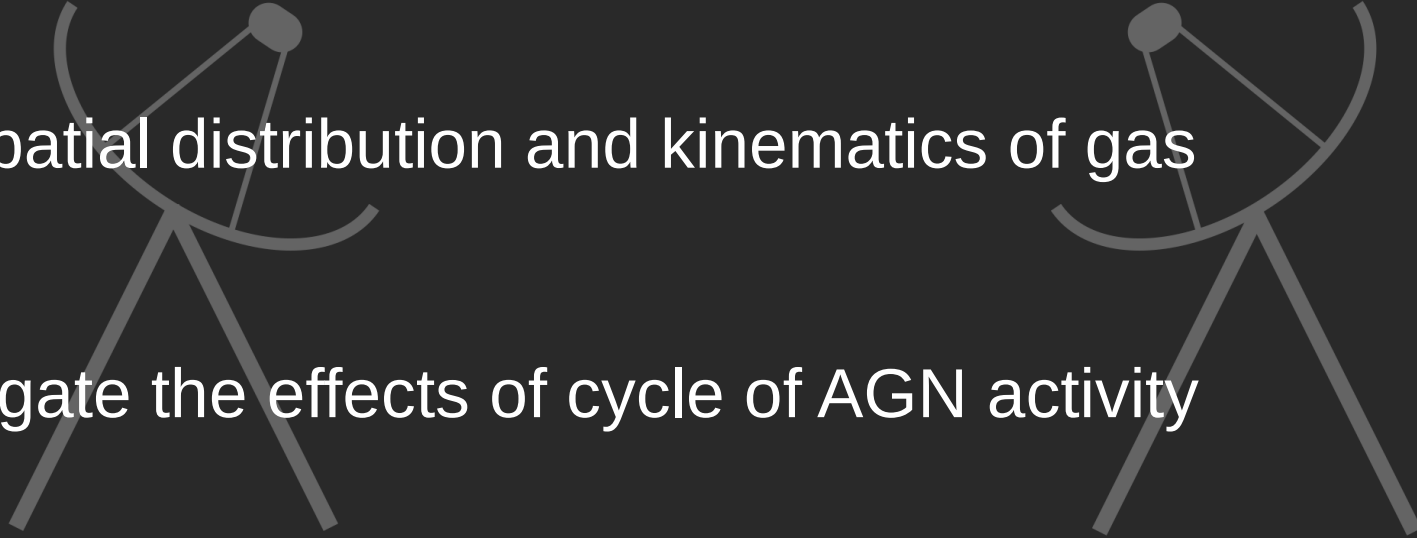 patial distribution and kinematics of gas
gate the effects of cycle of AGN activity